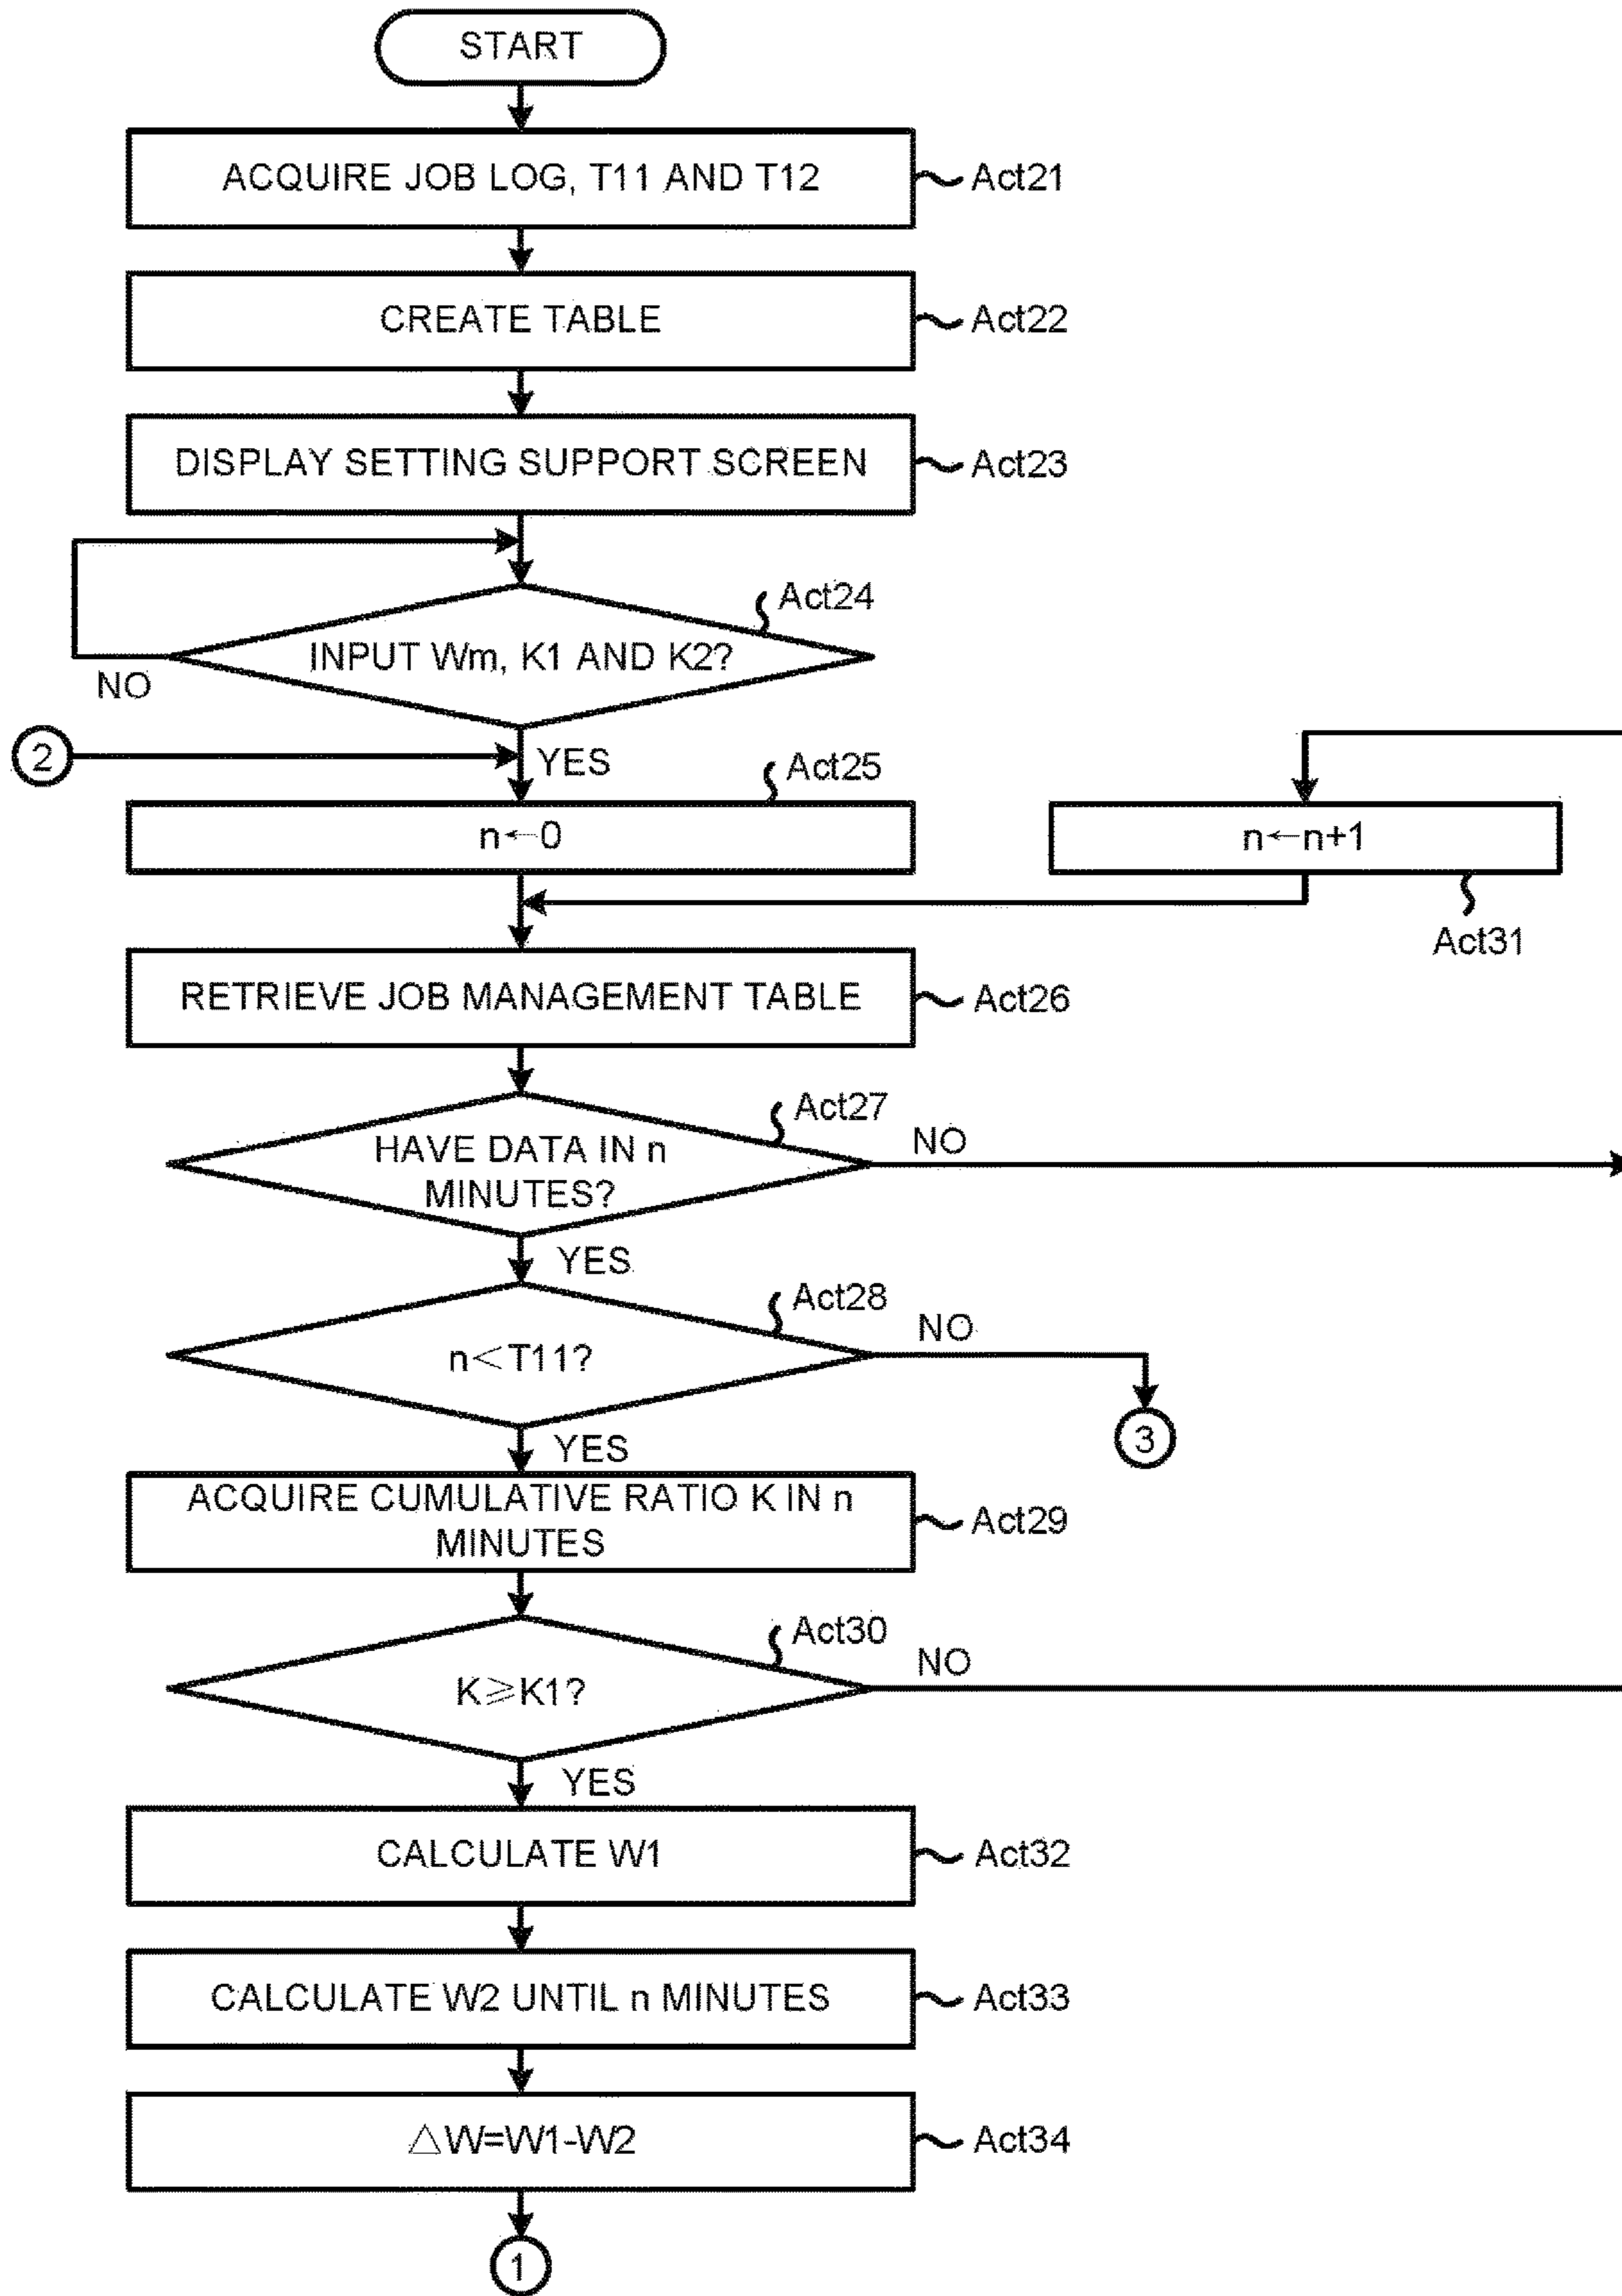 START
ACQUIRE JOB LOG, T11 AND T12
Act21
CREATE TABLE
Act22
DISPLAY SETTING SUPPORT SCREEN
Act23
Act24
INPUT Wm, K1 AND K2?
NO
2
YES
Act25
n←0
n←n+1
Act31
RETRIEVE JOB MANAGEMENT TABLE
Act26
Act27
HAVE DATA IN n
MINUTES?
NO
YES
Act28
n<T11?
NO
3
YES
ACQUIRE CUMULATIVE RATIO K IN n
MINUTES
Act29
Act30
K≧K1?
NO
YES
CALCULATE W1
Act32
CALCULATE W2 UNTIL n MINUTES
Act33
△W=W1-W2
Act34
1